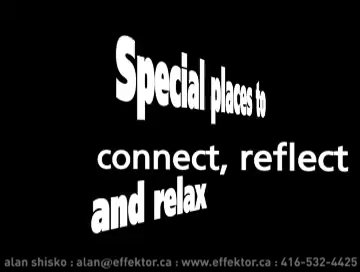 Special places to
connect, reflect
and relax
alan shisko : alan@effektor.ca : www.effektor.ca : 416-532-4425